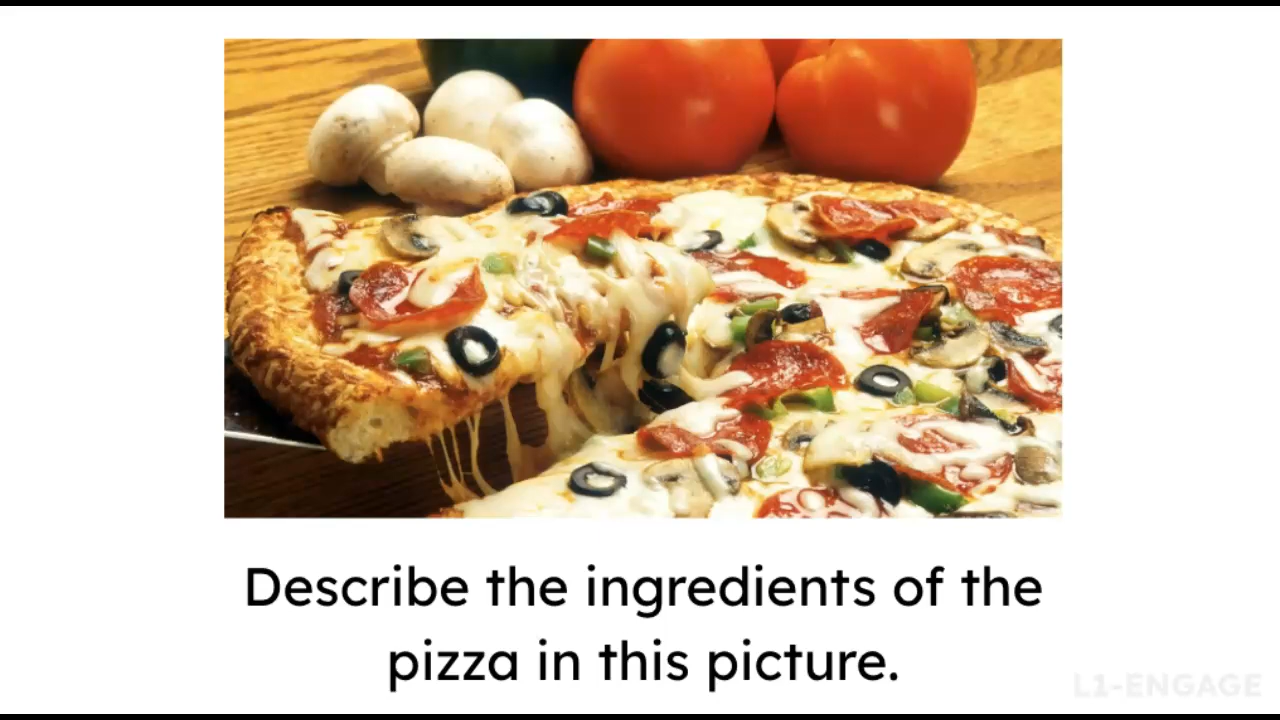 Describe the ingredients of the
pizza in this picture.
L1-ENGAGE